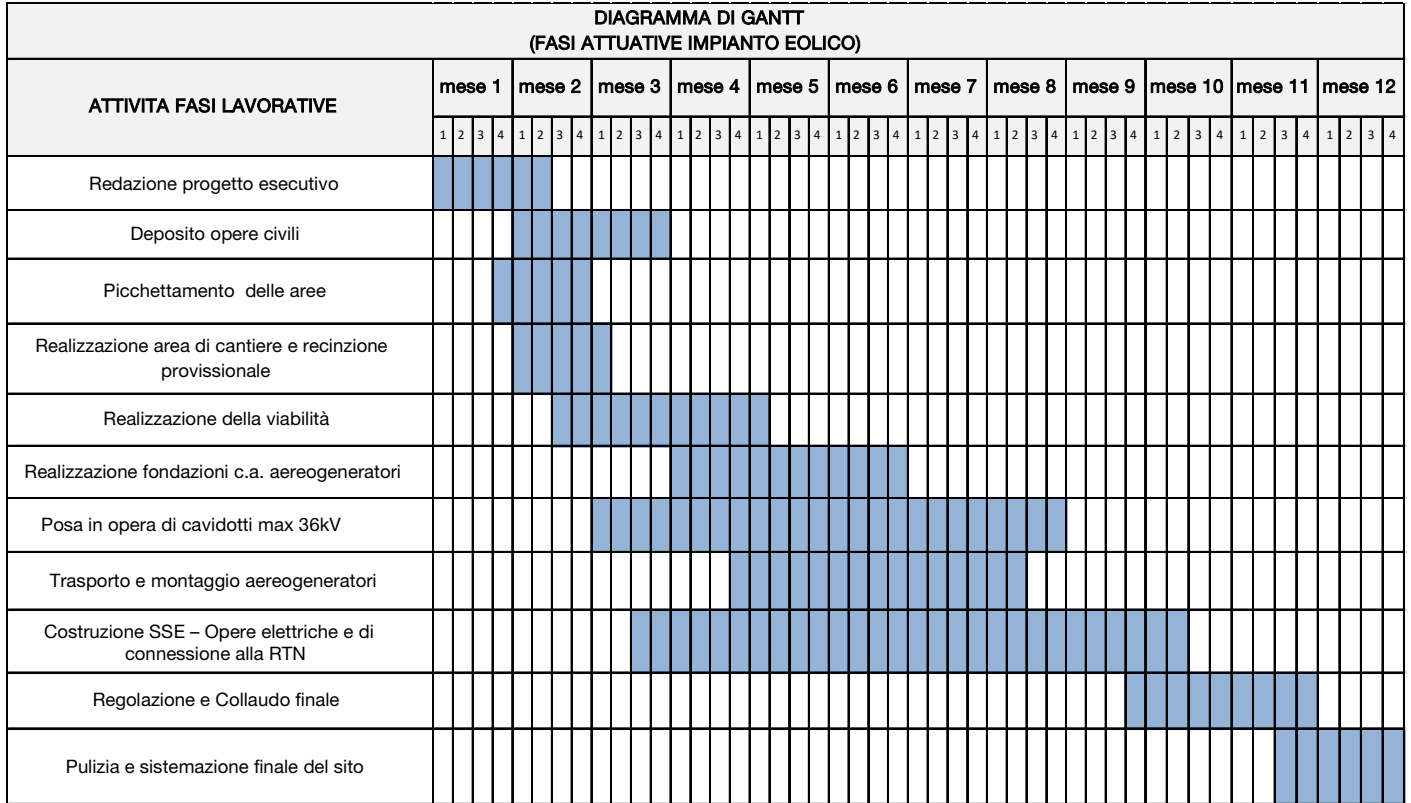 DIAGRAMMA DI GANTT
(FASI ATTUATIVE IMPIANTO EOLICO)
ATTIVITA FASI LAVORATIVE
mese 1 mese 2 mese 3 mese 4 mese 5 mese 6 mese 7 mese 8 mese 9 mese 10 mese 11 mese 12
1 2 3 4 1 2 3 4 1 2 3 4 1 2 3 4 1 2 3 4 1 2 3 4 1 2 3 4 1 2 3 4 1 2 3 4 1 2 3 4 1 2 3 4 1 2 3 4
Redazione progetto esecutivo
Deposito opere civili
Picchettamento delle aree
Realizzazione area di cantiere e recinzione
provissionale
Realizzazione della viabilità
Realizzazione fondazioni c.a. aereogeneratori
Posa in opera di cavidotti max 36kV
Trasporto e montaggio aereogeneratori
Costruzione SSE – Opere elettriche e di
connessione alla RTN
Regolazione e Collaudo finale
Pulizia e sistemazione finale del sito